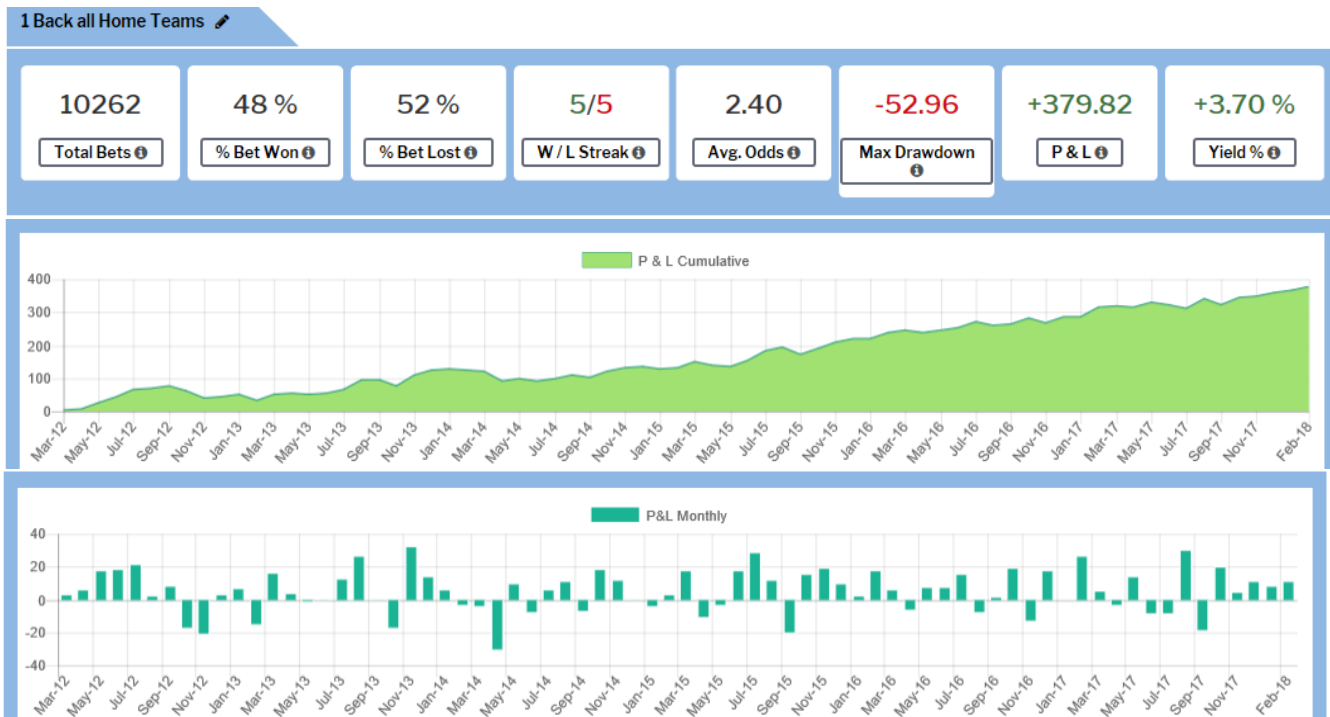 1 Back all Home Teams
10262 48 % 52 % 5/5 2.40 -52.96 +379.82 +3.70 %
Total Bets % Bet Won % Bet Lost W / L Streak Avg. Odds Max Drawdown P & L Yield %
P & L Cumulative
400
300
200
100
0
Mar-12 May-12 Jul-12 Sep-12 Nov-12 Jan-13 Mar-13 May-13 Jul-13 Sep-13 Nov-13 Jan-14 Mar-14 May-14 Jul-14 Sep-14 Nov-14 Jan-15 Mar-15 May-15 Jul-15 Sep-15 Nov-15 Jan-16 Mar-16 May-16 Jul-16 Sep-16 Nov-16 Jan-17 Mar-17 May-17 Jul-17 Sep-17 Nov-17 Feb-18
P&L Monthly
40
20
0
-20
-40
Mar-12 May-12 Jul-12 Sep-12 Nov-12 Jan-13 Mar-13 May-13 Jul-13 Sep-13 Nov-13 Jan-14 Mar-14 May-14 Jul-14 Sep-14 Nov-14 Jan-15 Mar-15 May-15 Jul-15 Sep-15 Nov-15 Jan-16 Mar-16 May-16 Jul-16 Sep-16 Nov-16 Jan-17 Mar-17 May-17 Jul-17 Sep-17 Nov-17 Feb-18